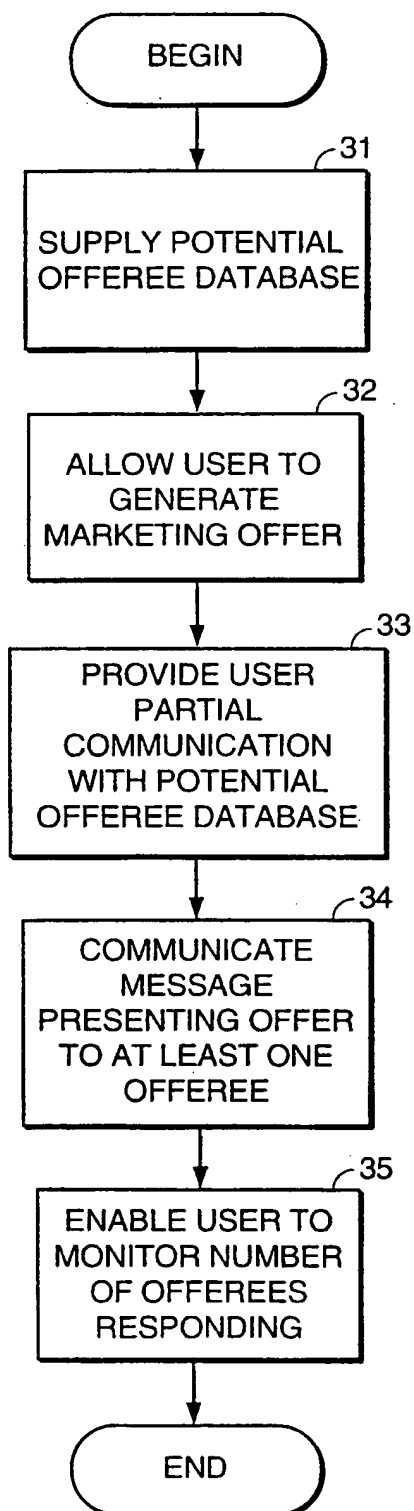 BEGIN
31
SUPPLY POTENTIAL
OFFEREE DATABASE
32
ALLOW USER TO
GENERATE
MARKETING OFFER
33
PROVIDE USER
PARTIAL
COMMUNICATION
WITH POTENTIAL
OFFEREE DATABASE
34
COMMUNICATE
MESSAGE
PRESENTING OFFER
TO AT LEAST ONE
OFFEREE
35
ENABLE USER TO
MONITOR NUMBER
OF OFFEREES
RESPONDING
END